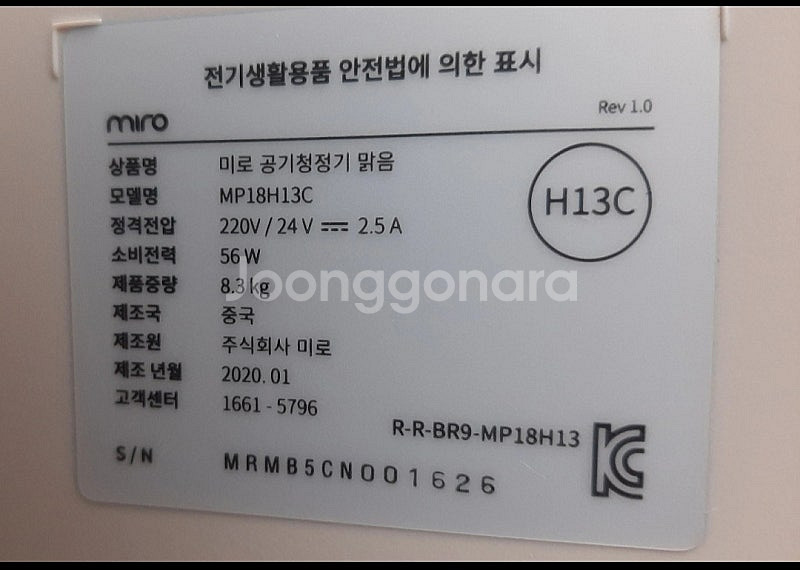 전기생활용품 안전법에 의한 표시
miro
Rev 1.0
상품명 미로 공기청정기 맑음
모델명 MP18H13C
H13C
정격전압 220V / 24 V ⎓ 2.5 A
소비전력 56 W
제품중량 8.3 kg
Joonggonara
제조국 중국
제조원 주식회사 미로
제조 년월 2020. 01
고객센터 1661 - 5796
R-R-BR9-MP18H13
KC
S/N MRMB5CN001626